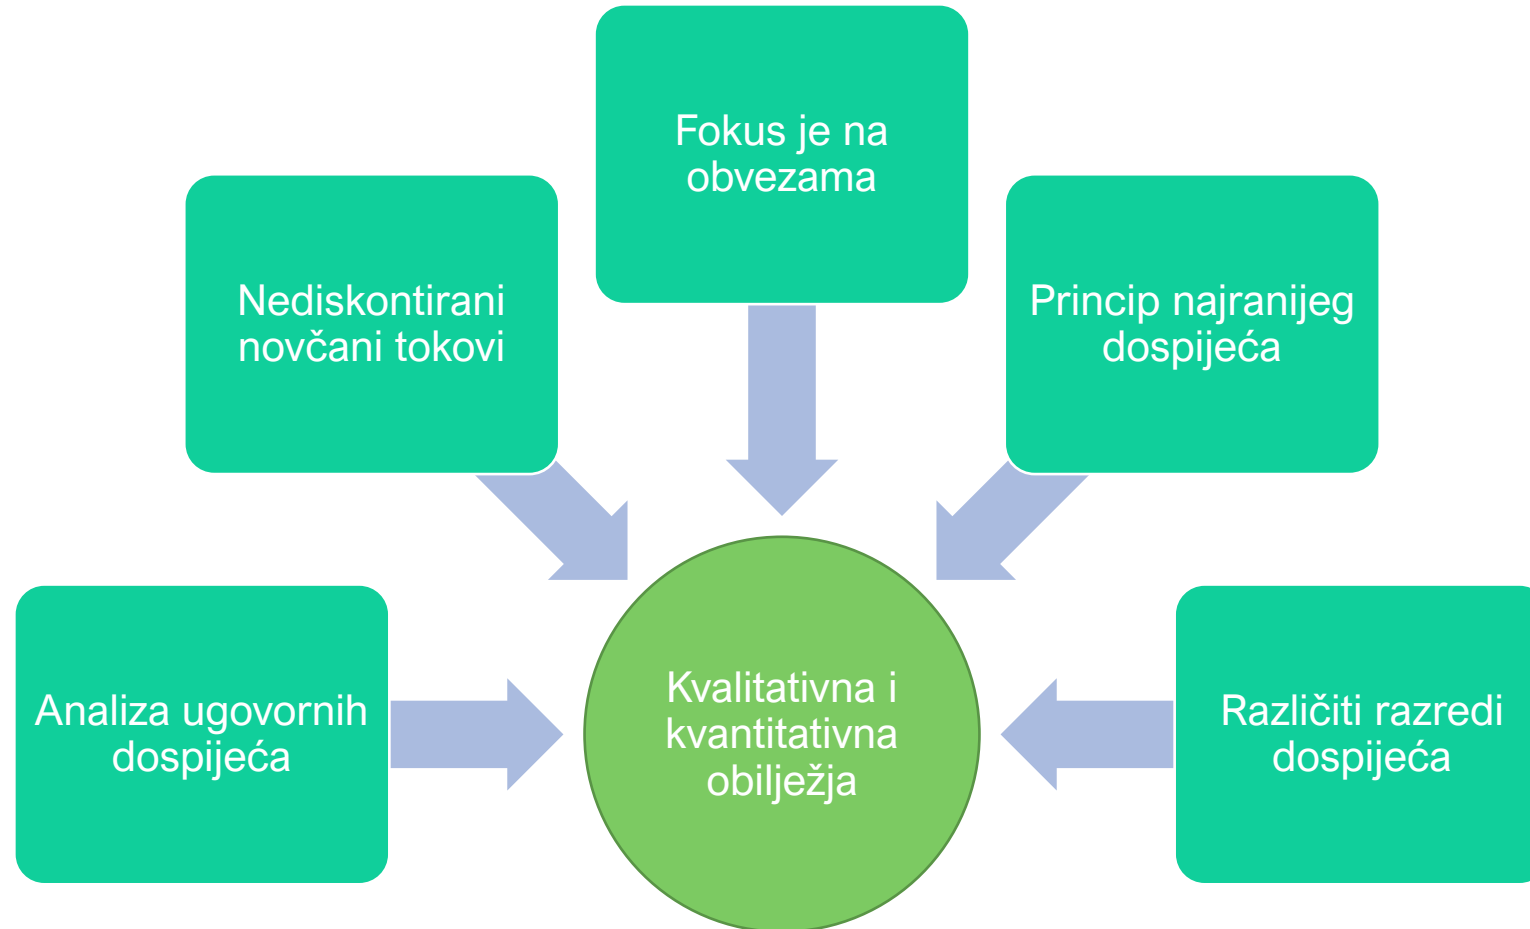 Fokus je na
obvezama
Nediskontirani
novčani tokovi
Princip najranijeg
dospijeća
Analiza ugovornih
dospijeća
Kvalitativna i
kvantitativna
obilježja
Različiti razredi
dospijeća